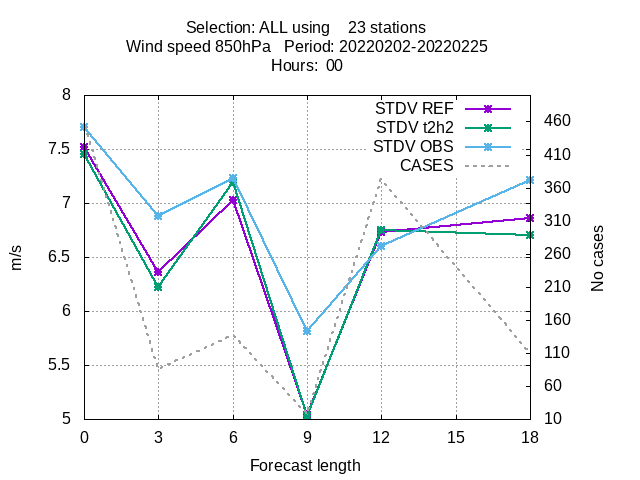 Selection: ALL using    23 stations
Wind speed 850hPa   Period: 20220202-20220225
Hours:  00
STDV REF
STDV t2h2
STDV OBS
CASES
8
7.5
7
6.5
6
5.5
5
m/s
460
410
360
310
260
210
160
110
60
10
No cases
0 3 6 9 12 15 18
Forecast length